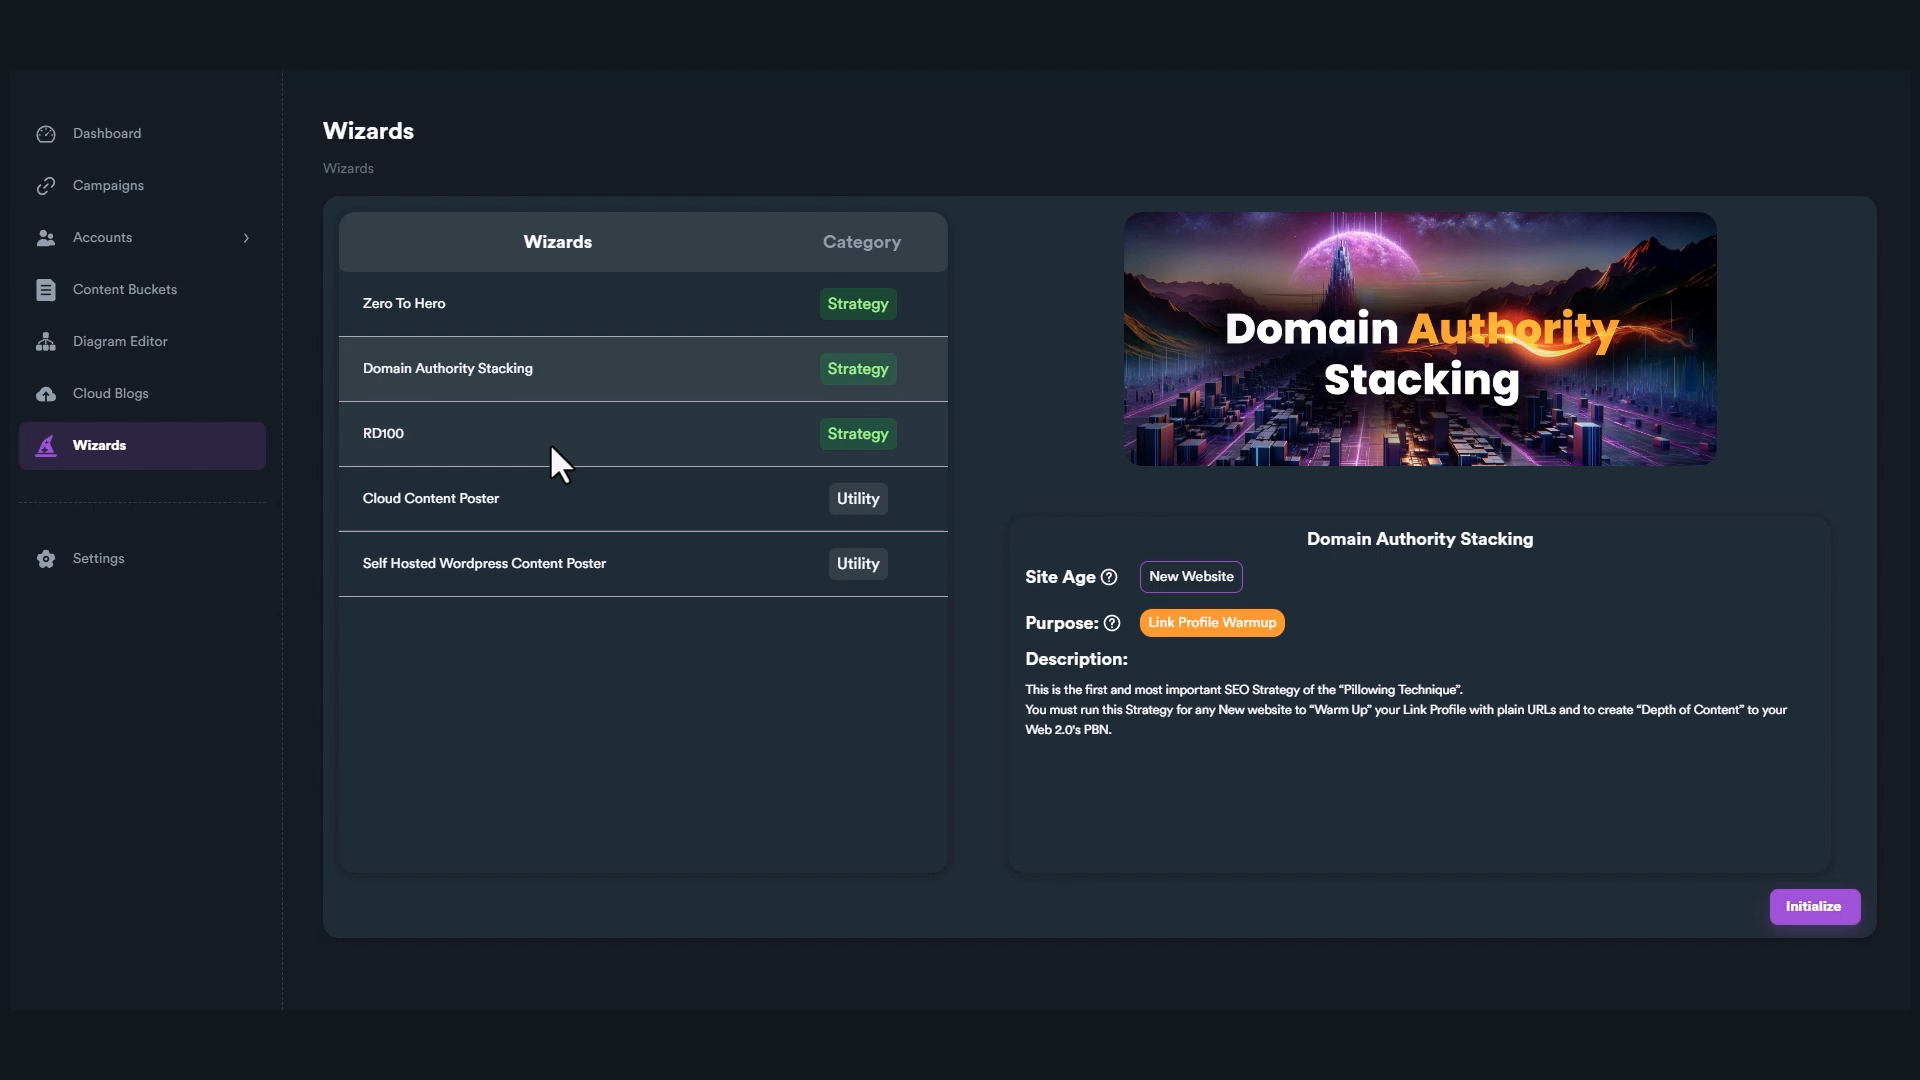 Dashboard
Campaigns
Accounts
Content Buckets
Diagram Editor
Cloud Blogs
Wizards
Settings
Wizards
Wizards
Wizards Category
Zero To Hero Strategy
Domain Authority Stacking Strategy
RD100 Strategy
Cloud Content Poster Utility
Self Hosted Wordpress Content Poster Utility
Domain Authority
Stacking
Domain Authority Stacking
Site Age New Website
Purpose: Link Profile Warmup
Description:
This is the first and most important SEO Strategy of the “Pillowing Technique”.
You must run this Strategy for any New website to “Warm Up” your Link Profile with plain URLs and to create “Depth of Content” to your
Web 2.0's PBN.
Initialize